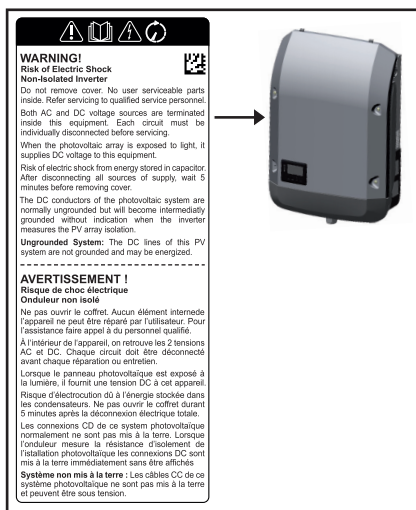 WARNING!
Risk of Electric Shock
Non-Isolated Inverter
Do not remove cover. No user serviceable parts
inside. Refer servicing to qualified service personnel.
Both AC and DC voltage sources are terminated
inside this equipment. Each circuit must be
individually disconnected before servicing.
When the photovoltaic array is exposed to light, it
supplies DC voltage to this equipment.
Risk of electric from energy stored in capacitor.
After disconnecting all sources of supply, wait 5
minutes before removing cover.
The DC conductors of the photovoltaic system are
normally ungrounded but will become intermediatly
grounded without indication when the inverter
measures the PV array isolation.
Ungrounded System: The DC lines of this PV
system are not grounded and may be energized.
AVERTISSEMENT !
Risque de choc électrique
Onduleur non isolé
Ne pas ouvrir le coffret. Aucun élément internede
l'appareil ne peut être réparé par l'utilisateur. Pour
l'assistance faire appel à du personnel qualifié.
À l'intérieur de l'appareil, on retrouve les 2 tensions
AC et DC. Chaque circuit doit être déconnecté
avant chaque réparation ou entretien.
Lorsque le panneau photovoltaïque est exposé à
la lumière, il fournit une tension DC à cet appareil.
Risque d'électrocution dû à l'énergie stockée dans
les condensateurs. Ne pas ouvrir le coffret durant
5 minutes après la déconnexion électrique totale.
Les connexions CD de ce system photovoltaïque
normalement ne sont pas mis à la terre. Lorsque
l'onduleur mesure la résistance d'isolement de
l'istallation photovoltaïque les connexions DC sont
mis à la terre immédiatement sans être affichés
Système non mis à la terre : Les câbles CC de ce
système photovoltaïque ne sont pas mis à la terre
et peuvent être sous tension.